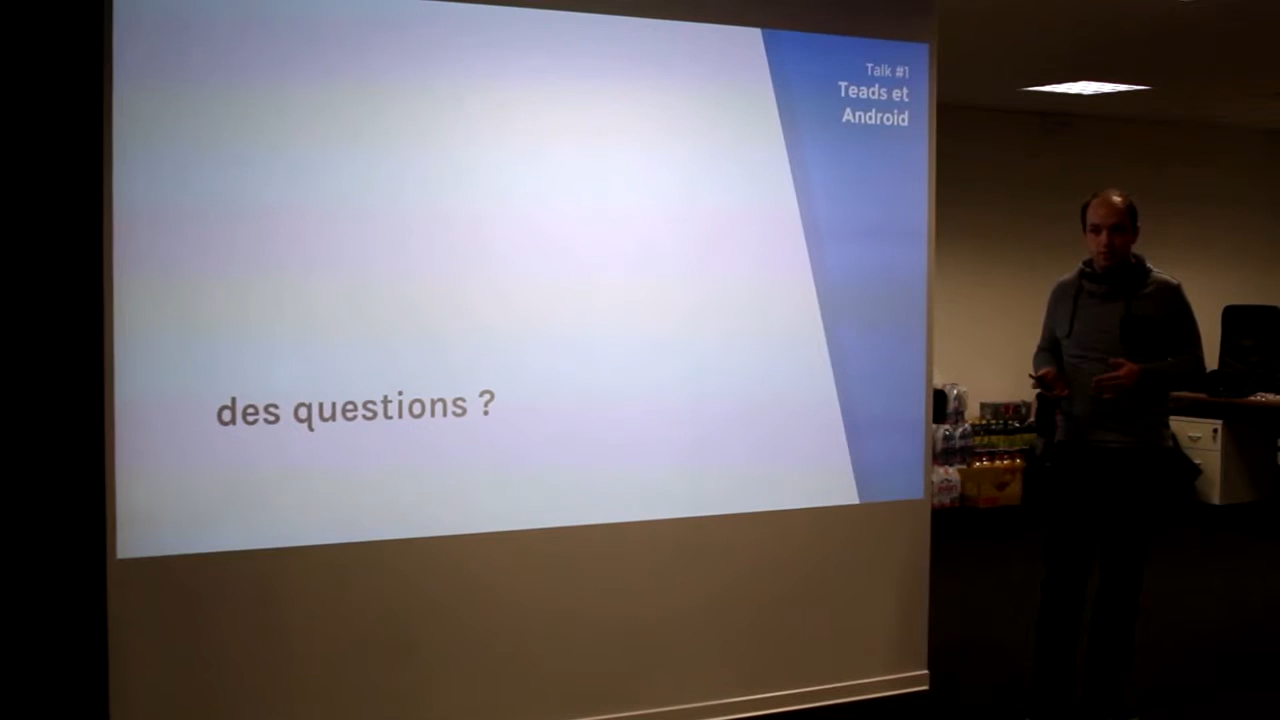 Talk #1
Teads et
Android
des questions ?